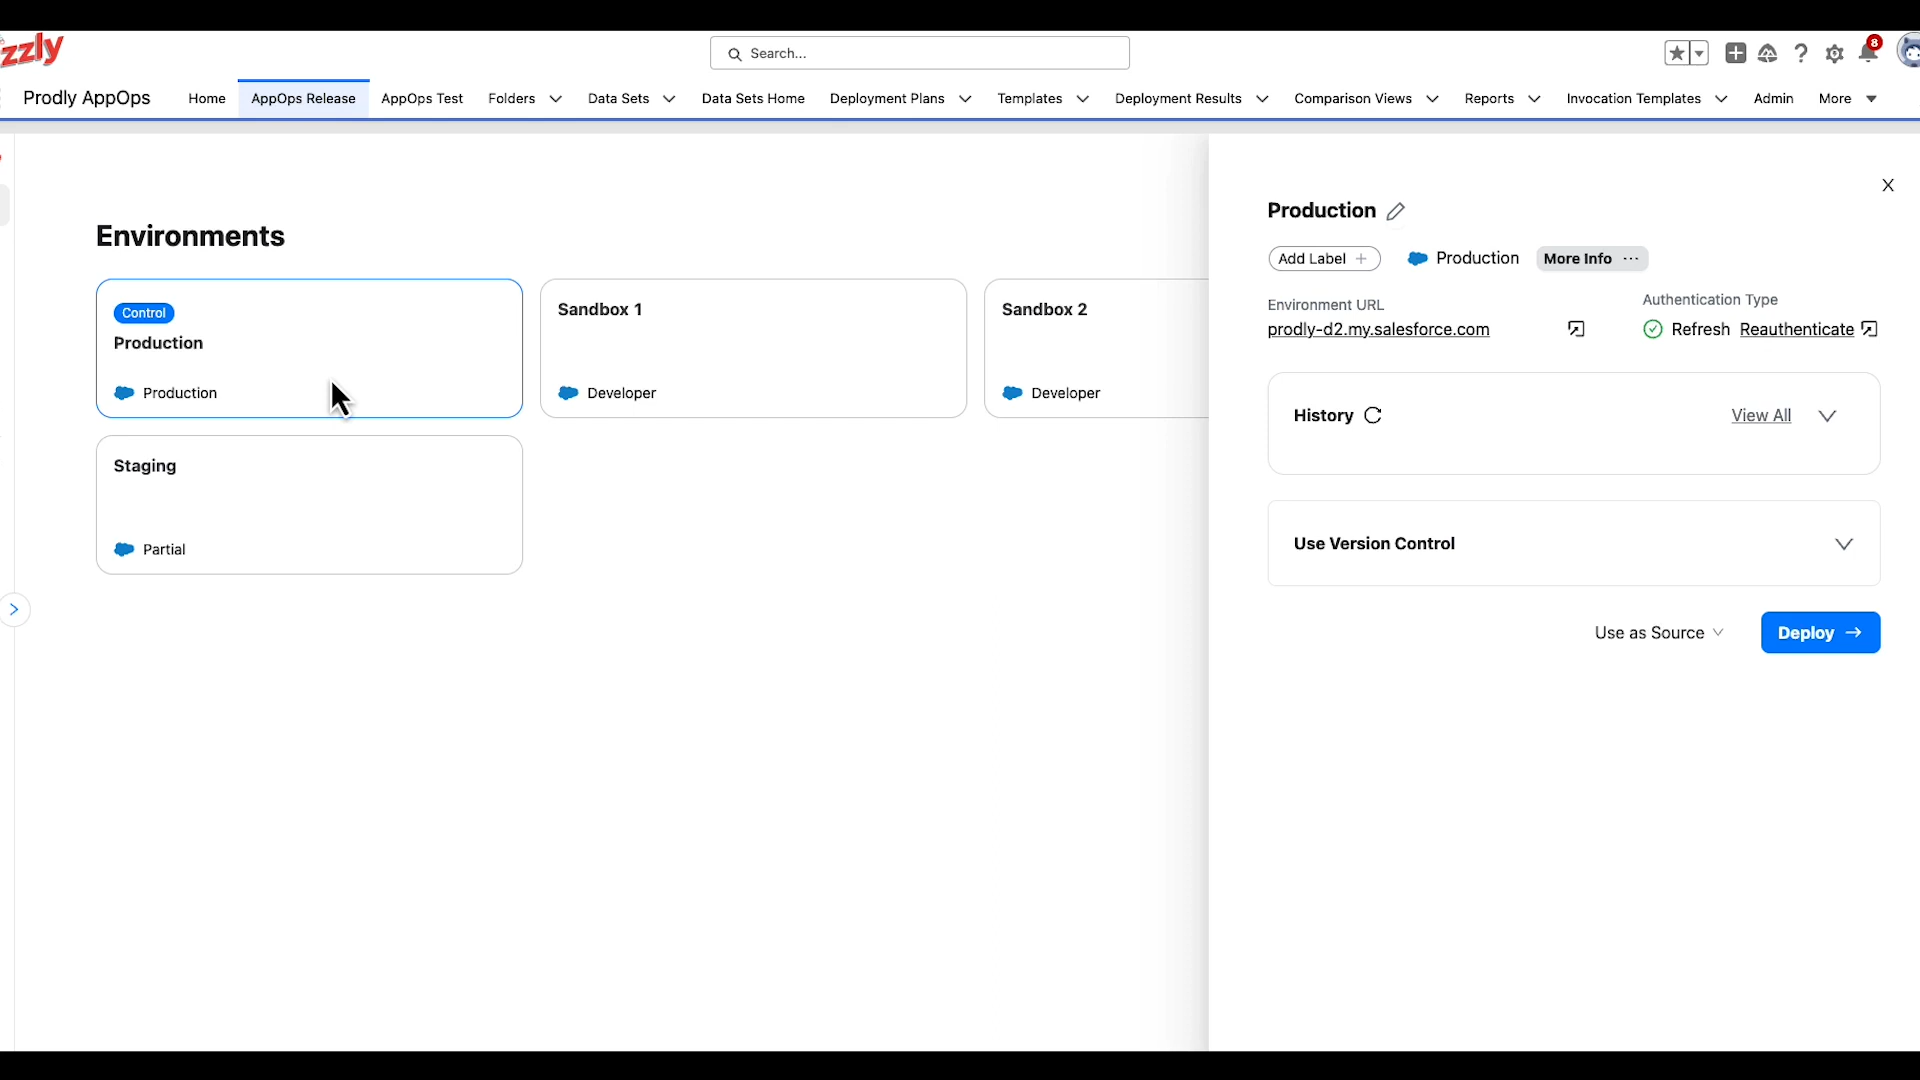 zzly
Search...
8
Prodly AppOps
Home
AppOps Release
AppOps Test
Folders
Data Sets
Data Sets Home
Deployment Plans
Templates
Deployment Results
Comparison Views
Reports
Invocation Templates
Admin
More
Environments
Control
Production
Production
Sandbox 1
Developer
Sandbox 2
Developer
Staging
Partial
X
Production
Add Label +
Production
More Info ...
Environment URL
prodly-d2.my.salesforce.com
Authentication Type
Refresh Reauthenticate
History
View All
Use Version Control
Use as Source
Deploy →